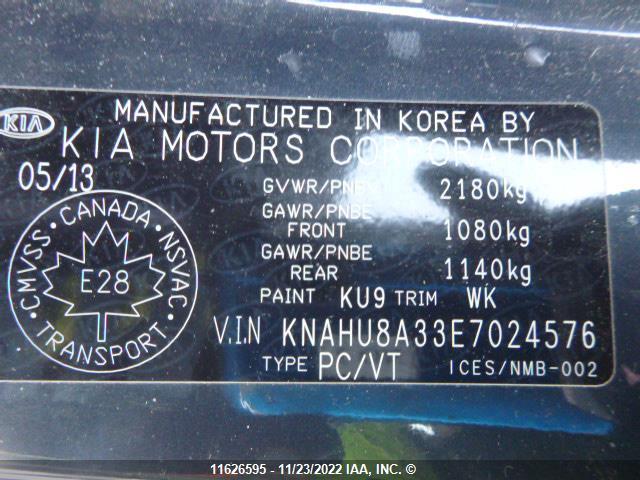 KIA
MANUFACTURED IN KOREA BY
KIA MOTORS CORPORATION
05/13
GVWR/PNBV 2180kg
GAWR/PNBE
FRONT 1080kg
GAWR/PNBE
REAR 1140kg
PAINT KU9 TRIM WK
CMVSS · CANADA · NSVAC · TRANSPORT ·
E28
V.I.N KNAHU8A33E7024576
TYPE PC/VT ICES/NMB-002
11626595 - 11/23/2022 IAA, Inc. ©